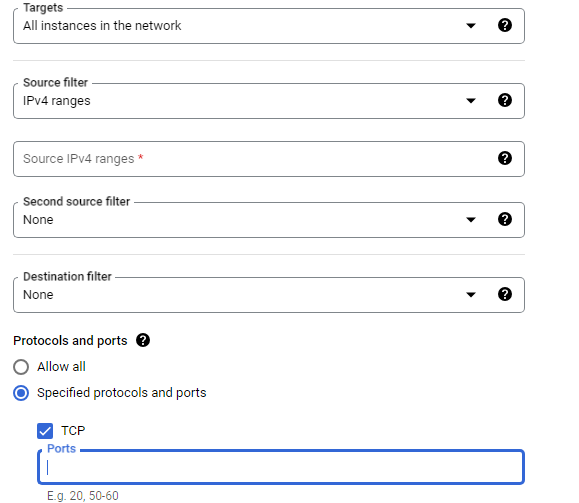 Targets
All instances in the network
?
Source filter
IPv4 ranges
?
Source IPv4 ranges *
?
Second source filter
None
?
Destination filter
None
?
Protocols and ports ?
Allow all
Specified protocols and ports
TCP
Ports
E.g. 20, 50-60